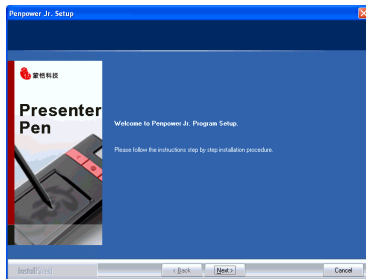 Penpower Jr. Setup
蒙恬科技
Presenter
Pen
Welcome to Penpower Jr. Program Setup.
Please follow the instructions step by step installation procedure.
InstallShield
< Back
Next >
Cancel